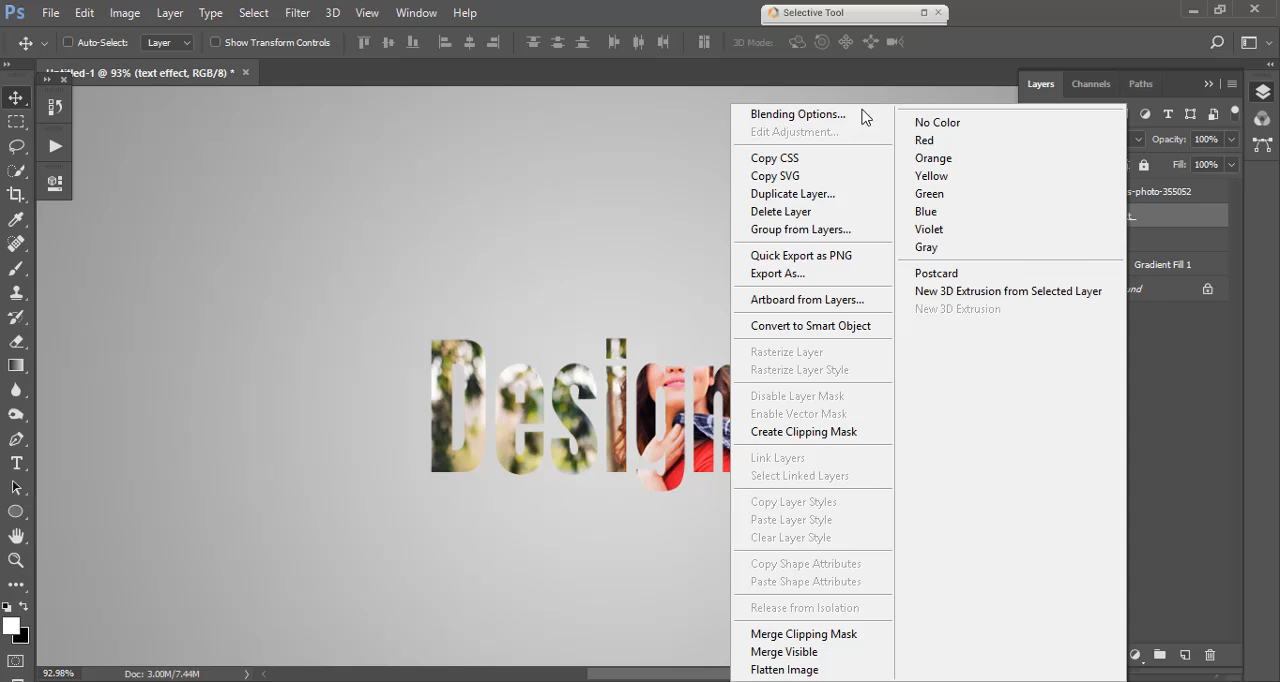 Ps File Edit Image Layer Type Select Filter 3D View Window Help
Selective Tool
Auto-Select: Layer Show Transform Controls 3D Mode:
Untitled-1 @ 93% (text effect, RGB/8) *
Layers Channels Paths
Blending Options...
Edit Adjustment...
Copy CSS
Copy SVG
Duplicate Layer...
Delete Layer
Group from Layers...
Quick Export as PNG
Export As...
Artboard from Layers...
Convert to Smart Object
Rasterize Layer
Rasterize Layer Style
Disable Layer Mask
Enable Vector Mask
Create Clipping Mask
Link Layers
Select Linked Layers
Copy Layer Styles
Paste Layer Style
Clear Layer Style
Copy Shape Attributes
Paste Shape Attributes
Release from Isolation
Merge Clipping Mask
Merge Visible
Flatten Image
No Color
Red
Orange
Yellow
Green
Blue
Violet
Gray
Postcard
New 3D Extrusion from Selected Layer
New 3D Extrusion
Opacity: 100%
Fill: 100%
s-photo-355052
Gradient Fill 1
und
Design
92.98% Doc: 3.00M/7.44M